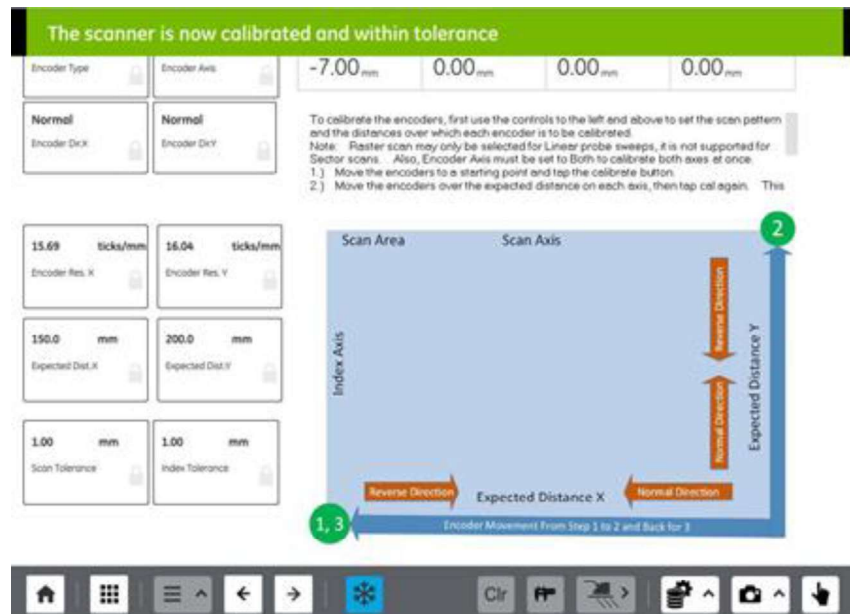 The scanner is now calibrated and within tolerance
Encoder Type
Encoder Axis
-7.00 mm
0.00 mm
0.00 mm
0.00 mm
Normal
Encoder Dir.X
Normal
Encoder Dir.Y
To calibrate the encoders, first use the controls to the left and above to set the scan pattern
and the distances over which each encoder is to be calibrated.
Note: Raster scan may only be selected for Linear probe sweeps, it is not supported for
Sector scans. Also, Encoder Axis must be set to Both to calibrate both axes at once.
1.) Move the encoders to a starting point and tap the calibrate button.
2.) Move the encoders over the expected distance on each axis, then tap cal again. This
15.69 ticks/mm
Encoder Res. X
16.04 ticks/mm
Encoder Res. Y
150.0 mm
Expected Dist.X
200.0 mm
Expected Dist.Y
1.00 mm
Scan Tolerance
1.00 mm
Index Tolerance
Scan Area
Scan Axis
2
Index Axis
Reverse Direction
Normal Direction
Expected Distance Y
Reverse Direction
Expected Distance X
Normal Direction
1, 3
Encoder Movement From Step 1 to 2 and Back for 3
Clr